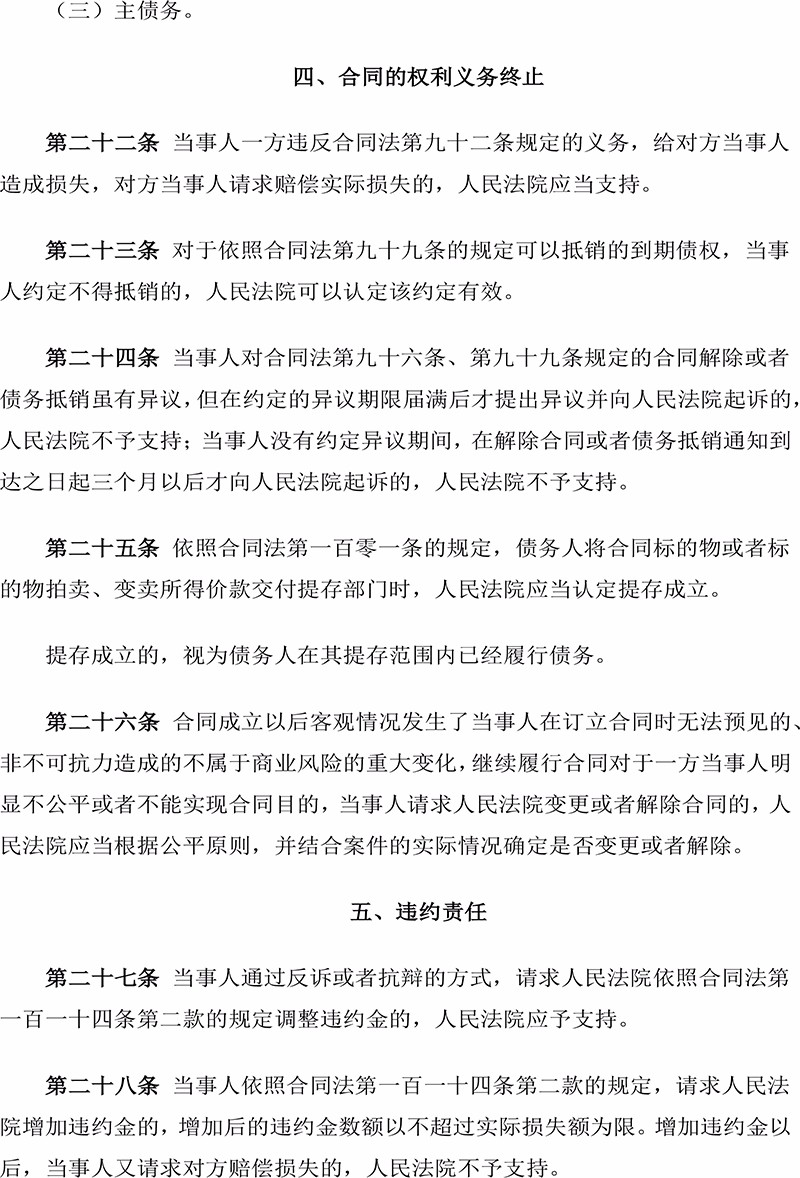 （三）主债务。
四、合同的权利义务终止
第二十二条 当事人一方违反合同法第九十二条规定的义务，给对方当事人
造成损失，对方当事人请求赔偿实际损失的，人民法院应当支持。
第二十三条 对于依照合同法第九十九条的规定可以抵销的到期债权，当事
人约定不得抵销的，人民法院可以认定该约定有效。
第二十四条 当事人对合同法第九十六条、第九十九条规定的合同解除或者
债务抵销虽有异议，但在约定的异议期限届满后才提出异议并向人民法院起诉的，
人民法院不予支持；当事人没有约定异议期间，在解除合同或者债务抵销通知到
达之日起三个月以后才向人民法院起诉的，人民法院不予支持。
第二十五条 依照合同法第一百零一条的规定，债务人将合同标的物或者标
的物拍卖、变卖所得价款交付提存部门时，人民法院应当认定提存成立。
提存成立的，视为债务人在其提存范围内已经履行债务。
第二十六条 合同成立以后客观情况发生了当事人在订立合同时无法预见的、
非不可抗力造成的不属于商业风险的重大变化，继续履行合同对于一方当事人明
显不公平或者不能实现合同目的，当事人请求人民法院变更或者解除合同的，人
民法院应当根据公平原则，并结合案件的实际情况确定是否变更或者解除。
五、违约责任
第二十七条 当事人通过反诉或者抗辩的方式，请求人民法院依照合同法第
一百一十四条第二款的规定调整违约金的，人民法院应予支持。
第二十八条 当事人依照合同法第一百一十四条第二款的规定，请求人民法
院增加违约金的，增加后的违约金数额以不超过实际损失额为限。增加违约金以
后，当事人又请求对方赔偿损失的，人民法院不予支持。